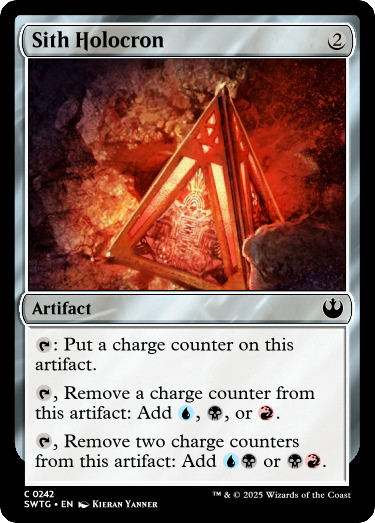 Sith Holocron 2
Artifact
: Put a charge counter on this
artifact.
, Remove a charge counter from
this artifact: Add , , or .
, Remove two charge counters
from this artifact: Add or .
C 0242
SWTG • EN Kieran Yanner
™ & © 2025 Wizards of the Coast